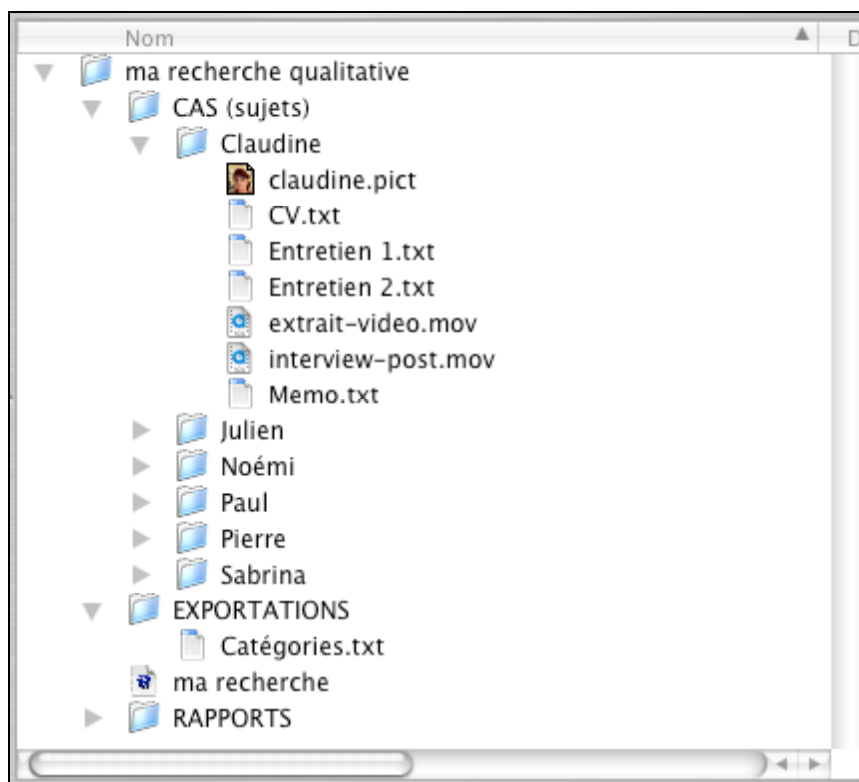 Nom D
ma recherche qualitative
CAS (sujets)
Claudine
claudine.pict
CV.txt
Entretien 1.txt
Entretien 2.txt
extrait-video.mov
interview-post.mov
Memo.txt
Julien
Noémi
Paul
Pierre
Sabrina
EXPORTATIONS
Catégories.txt
ma recherche
RAPPORTS